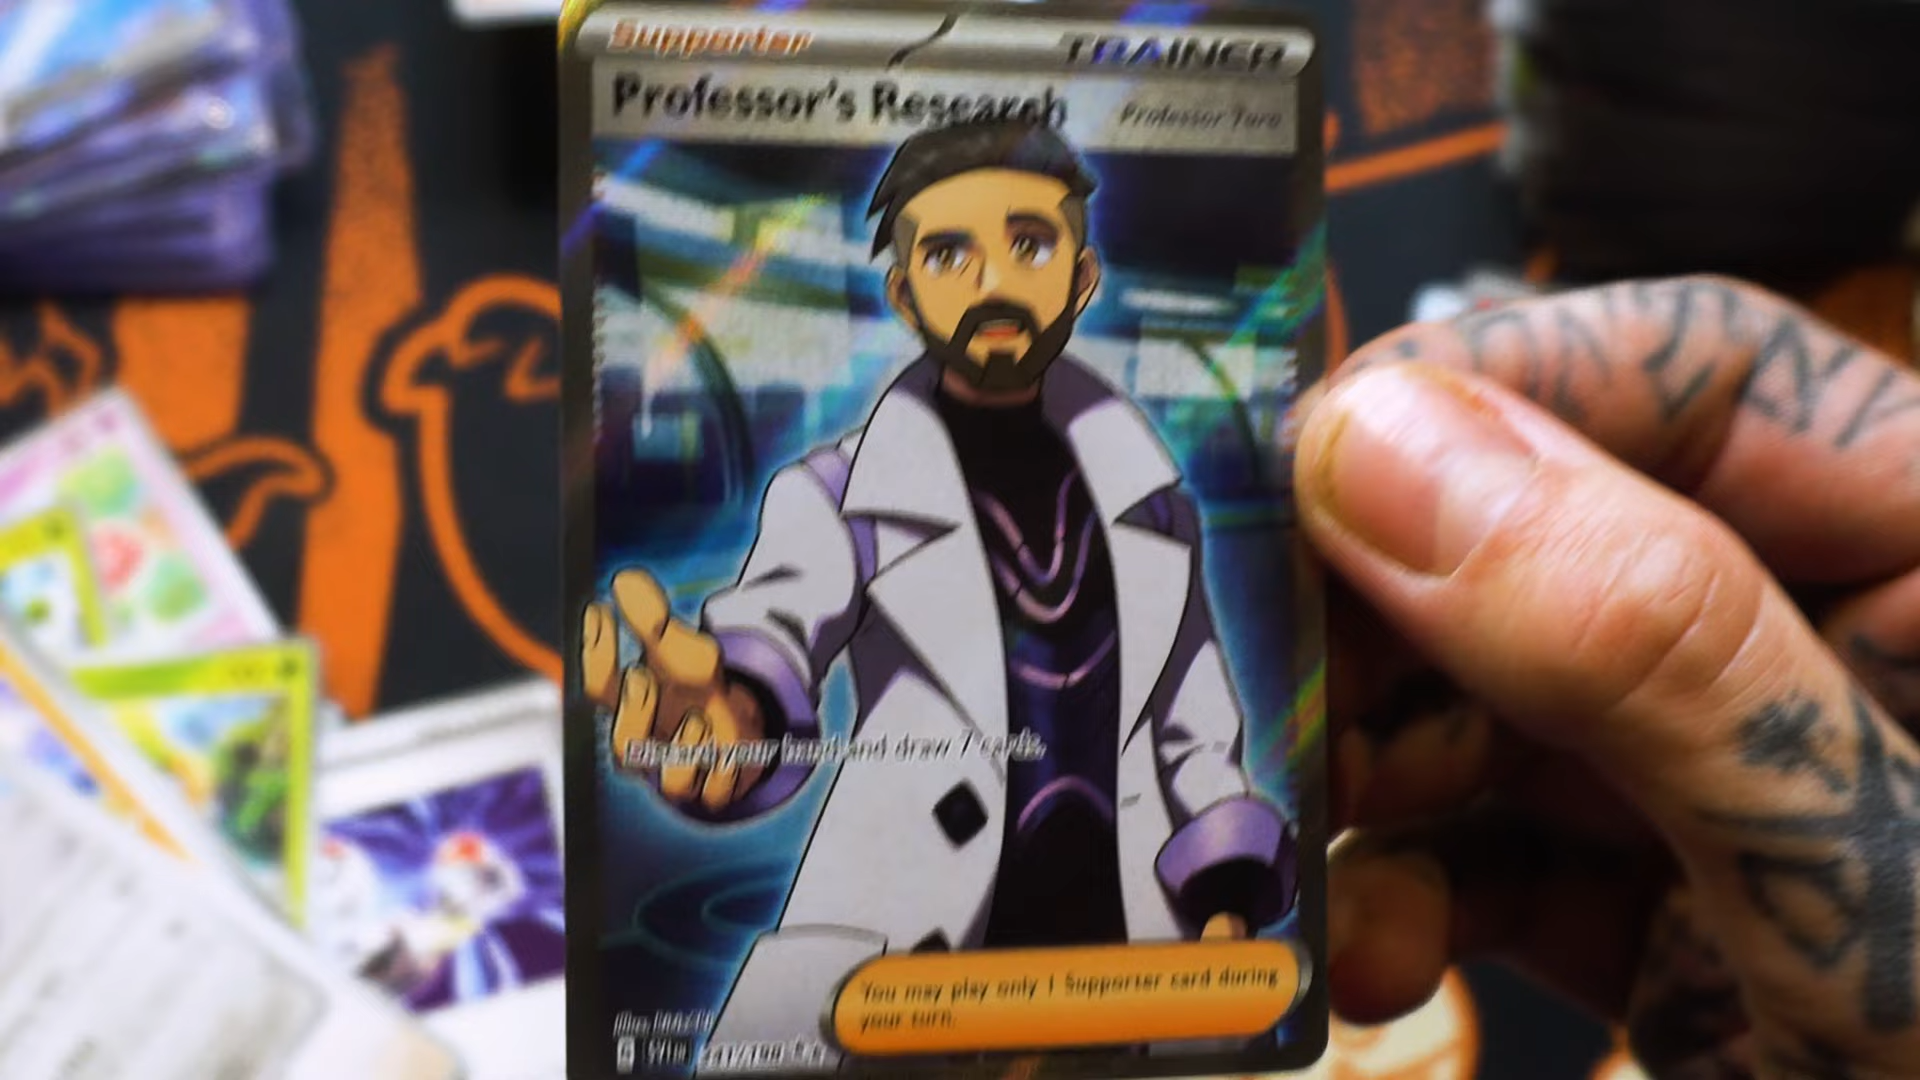 Supporter
TRAINER
Professor's Research
Professor Turo
Discard your hand and draw 7 cards.
You may play only 1 Supporter card during
your turn.
Illus.